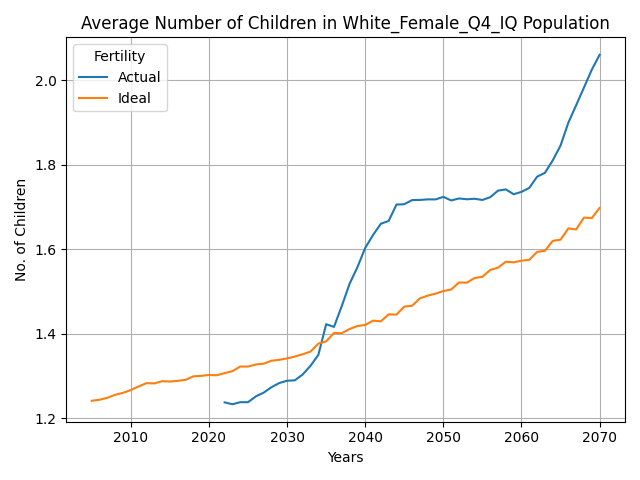 Average Number of Children in White_Female_Q4_IQ Population
Fertility
Actual
Ideal
No. of Children
2.0
1.8
1.6
1.4
1.2
2010 2020 2030 2040 2050 2060 2070
Years